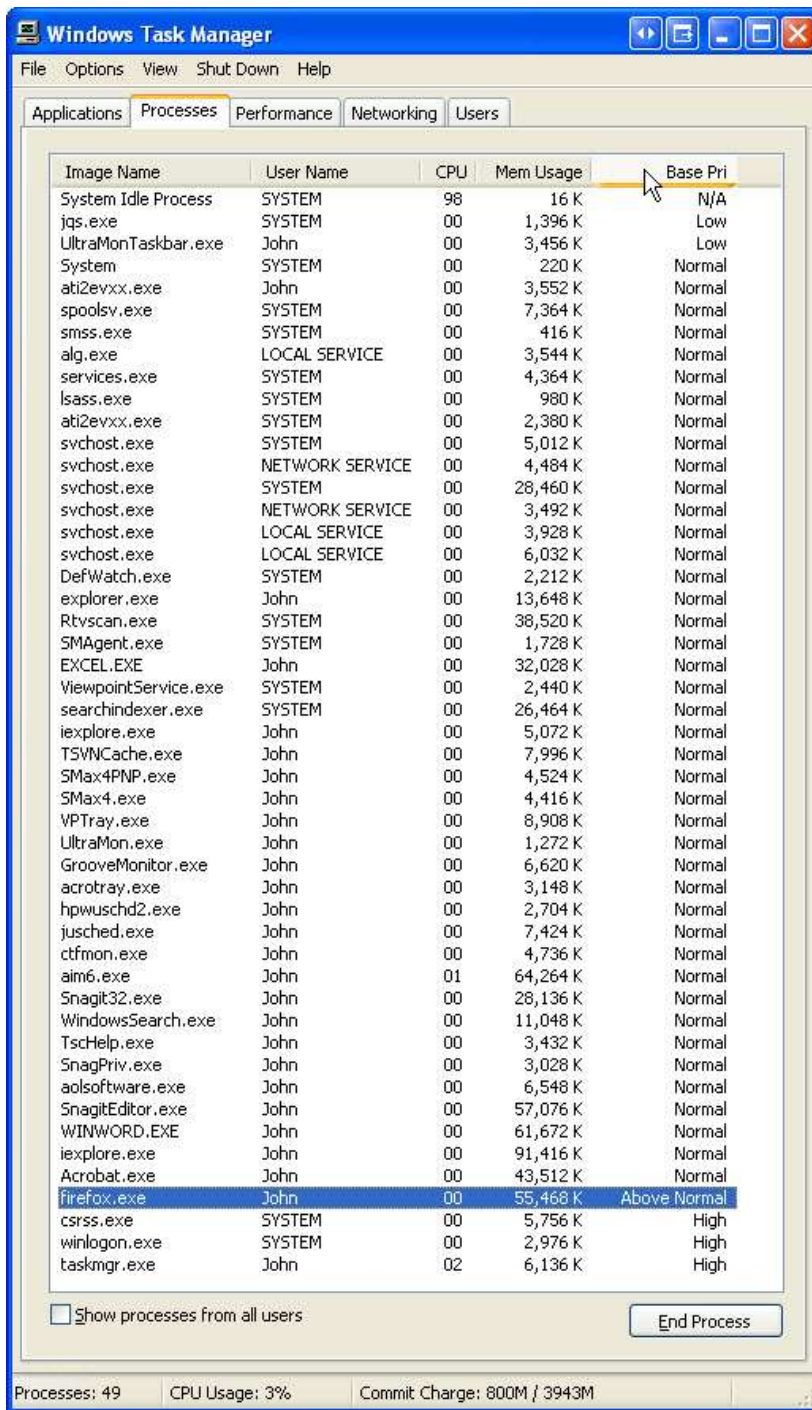 Windows Task Manager
File Options View Shut Down Help
Applications Processes Performance Networking Users
Image Name User Name CPU Mem Usage Base Pri
System Idle Process SYSTEM 98 16 K N/A
jqs.exe SYSTEM 00 1,396 K Low
UltraMonTaskbar.exe John 00 3,456 K Low
System SYSTEM 00 220 K Normal
ati2evxx.exe John 00 3,552 K Normal
spoolsv.exe SYSTEM 00 7,364 K Normal
smss.exe SYSTEM 00 416 K Normal
alg.exe LOCAL SERVICE 00 3,544 K Normal
services.exe SYSTEM 00 4,364 K Normal
lsass.exe SYSTEM 00 980 K Normal
ati2evxx.exe SYSTEM 00 2,380 K Normal
svchost.exe SYSTEM 00 5,012 K Normal
svchost.exe NETWORK SERVICE 00 4,484 K Normal
svchost.exe SYSTEM 00 28,460 K Normal
svchost.exe NETWORK SERVICE 00 3,492 K Normal
svchost.exe LOCAL SERVICE 00 3,928 K Normal
svchost.exe LOCAL SERVICE 00 6,032 K Normal
DefWatch.exe SYSTEM 00 2,212 K Normal
explorer.exe John 00 13,648 K Normal
Rtvscan.exe SYSTEM 00 38,520 K Normal
SMAgent.exe SYSTEM 00 1,728 K Normal
EXCEL.EXE John 00 32,028 K Normal
ViewpointService.exe SYSTEM 00 2,440 K Normal
searchindexer.exe SYSTEM 00 26,464 K Normal
iexplore.exe John 00 5,072 K Normal
TSVNCache.exe John 00 7,996 K Normal
SMax4PNP.exe John 00 4,524 K Normal
SMax4.exe John 00 4,416 K Normal
VPTray.exe John 00 8,908 K Normal
UltraMon.exe John 00 1,272 K Normal
GrooveMonitor.exe John 00 6,620 K Normal
acrotray.exe John 00 3,148 K Normal
hpwuschd2.exe John 00 2,704 K Normal
jusched.exe John 00 7,424 K Normal
ctfmon.exe John 00 4,736 K Normal
aim6.exe John 01 64,264 K Normal
Snagit32.exe John 00 28,136 K Normal
WindowsSearch.exe John 00 11,048 K Normal
TscHelp.exe John 00 3,432 K Normal
SnagPriv.exe John 00 3,028 K Normal
aolsoftware.exe John 00 6,548 K Normal
SnagitEditor.exe John 00 57,076 K Normal
WINWORD.EXE John 00 61,672 K Normal
iexplore.exe John 00 91,416 K Normal
Acrobat.exe John 00 43,512 K Normal
firefox.exe John 00 55,468 K Above Normal
csrss.exe SYSTEM 00 5,756 K High
winlogon.exe SYSTEM 00 2,976 K High
taskmgr.exe John 02 6,136 K High
Show processes from all users End Process
Processes: 49 CPU Usage: 3% Commit Charge: 800M / 3943M